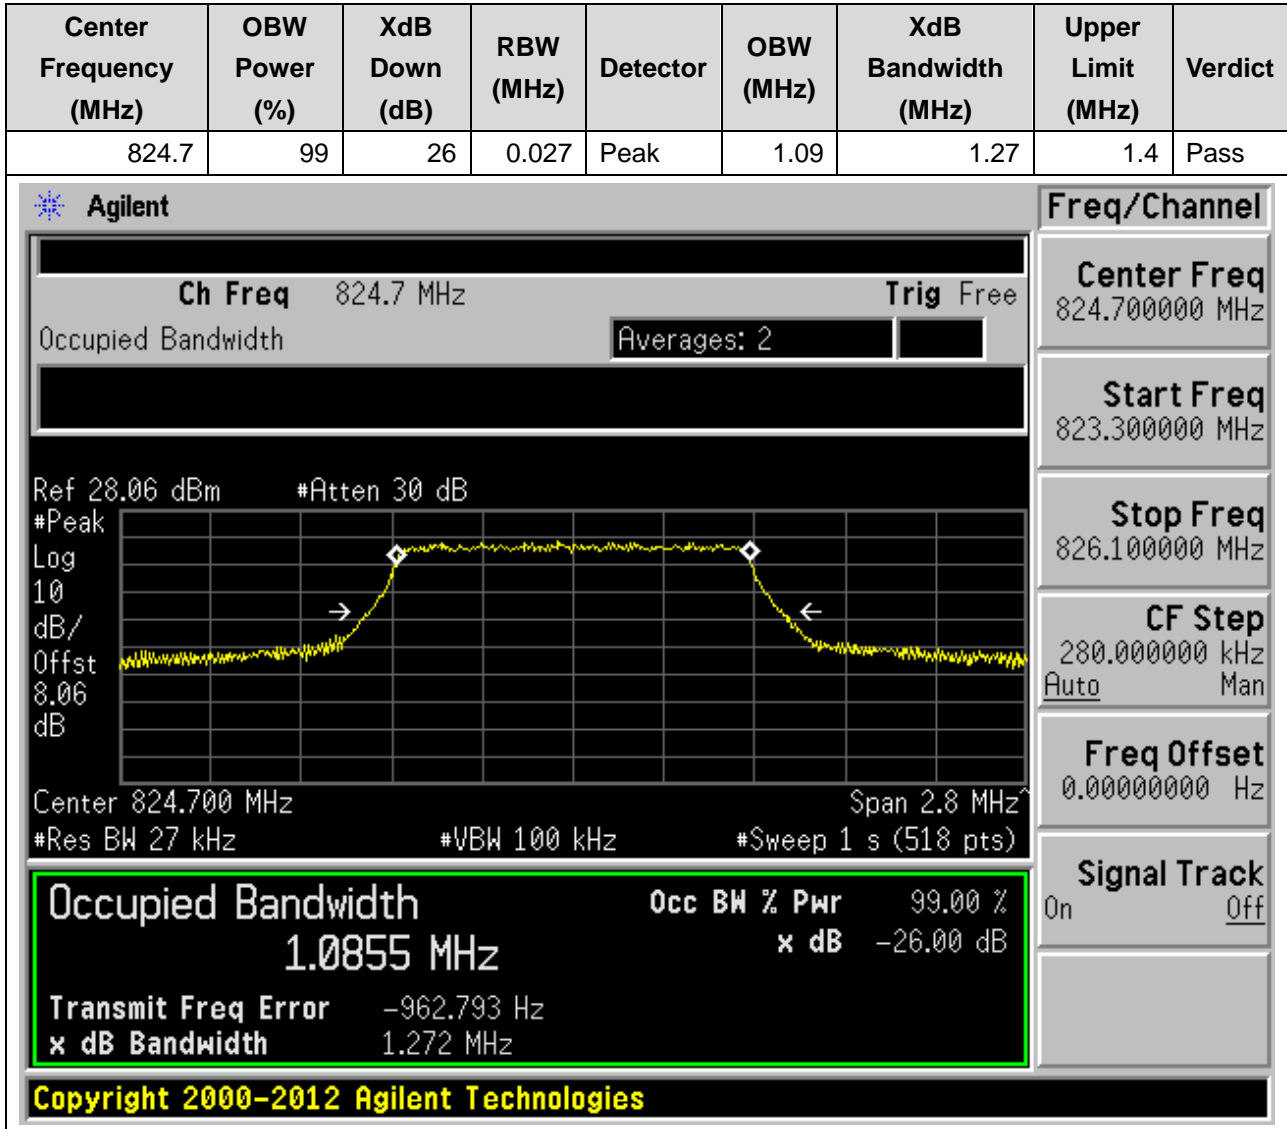 Center Frequency (MHz) OBW Power (%) XdB Down (dB) RBW (MHz) Detector OBW (MHz) XdB Bandwidth (MHz) Upper Limit (MHz) Verdict
824.7 99 26 0.027 Peak 1.09 1.27 1.4 Pass
Agilent
Freq/Channel
Ch Freq 824.7 MHz Trig Free
Occupied Bandwidth Averages: 2
Center Freq
824.700000 MHz
Start Freq
823.300000 MHz
Stop Freq
826.100000 MHz
CF Step
280.000000 kHz
Auto Man
Freq Offset
0.00000000 Hz
Signal Track
On Off
Ref 28.06 dBm #Atten 30 dB
#Peak
Log
10
dB/
Offst
8.06
dB
Center 824.700 MHz Span 2.8 MHz^
#Res BW 27 kHz #VBW 100 kHz #Sweep 1 s (518 pts)
Occupied Bandwidth
1.0855 MHz
Occ BW % Pwr 99.00 %
x dB -26.00 dB
Transmit Freq Error -962.793 Hz
x dB Bandwidth 1.272 MHz
Copyright 2000-2012 Agilent Technologies